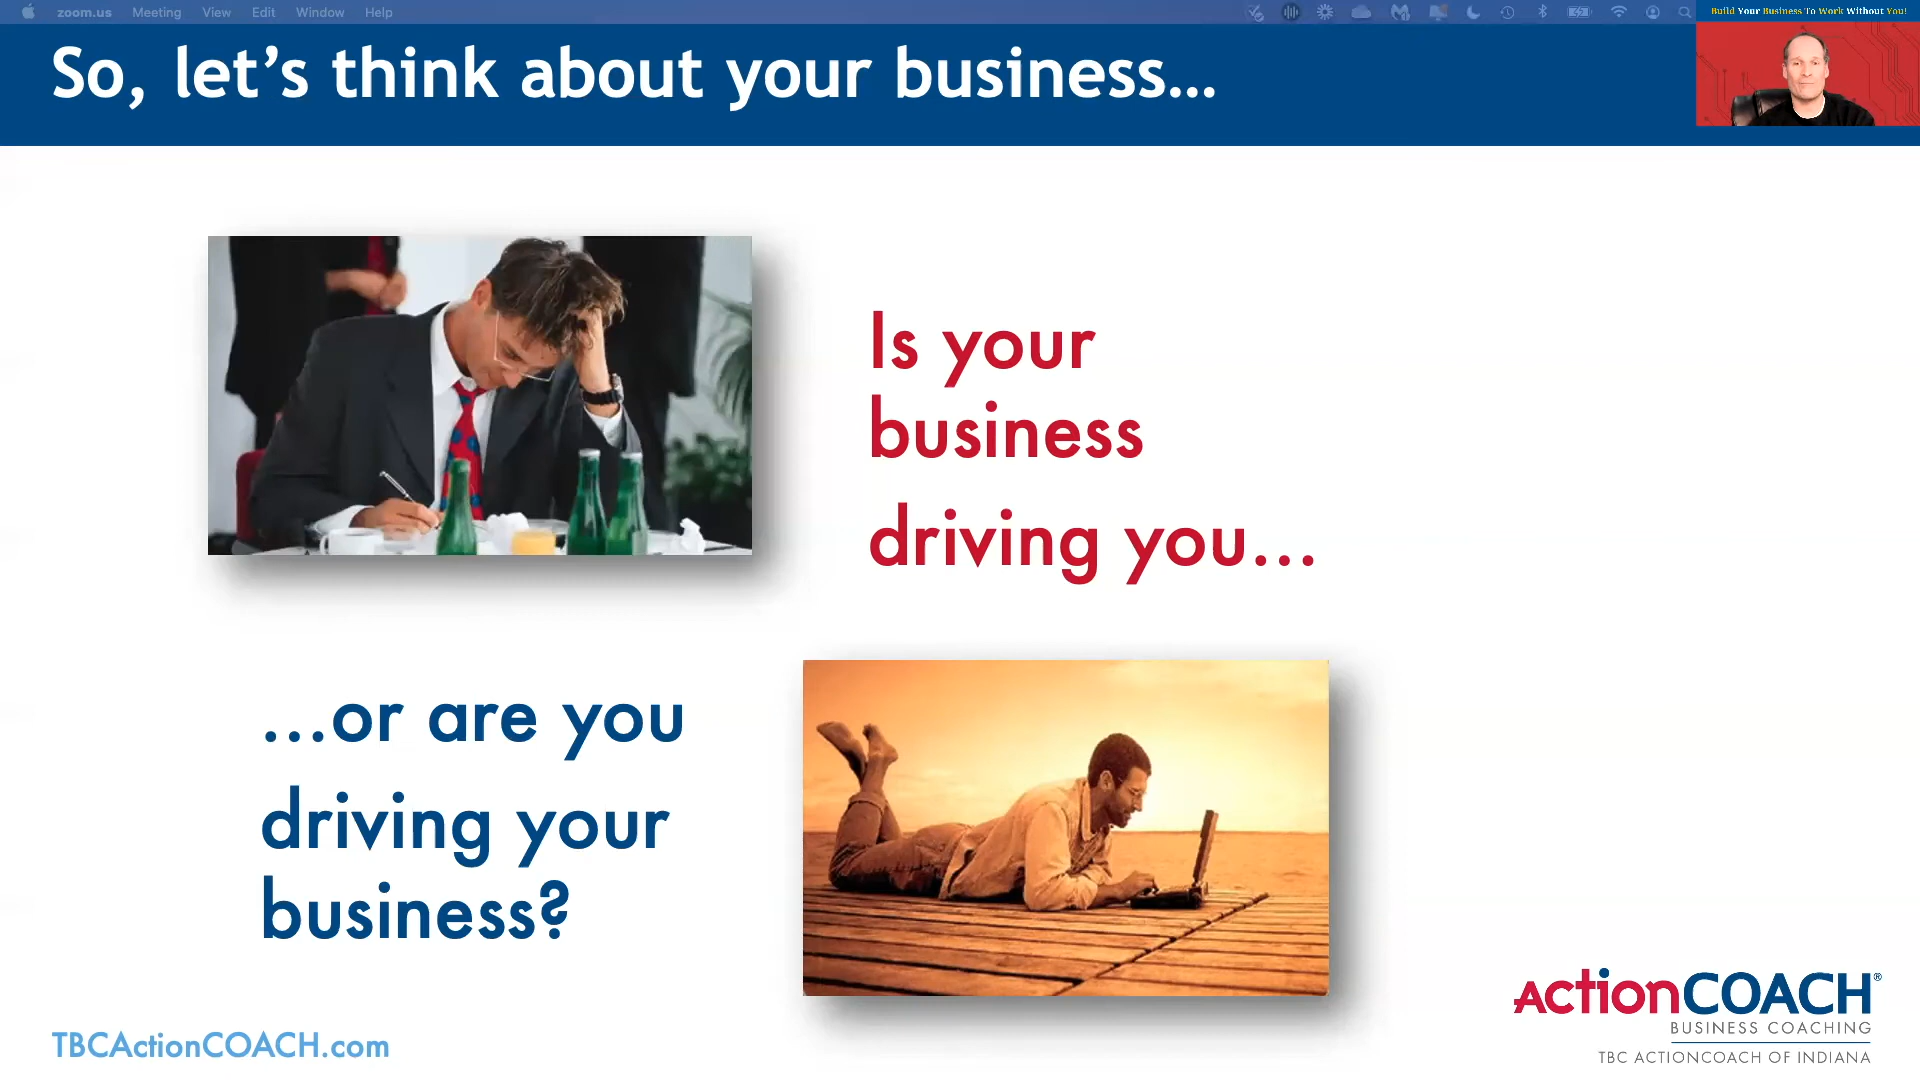 zoom.us Meeting View Edit Window Help
Build Your Business To Work Without You!
So, let’s think about your business...
Is your
business
driving you...
...or are you
driving your
business?
TBCActionCOACH.com
ActionCOACH®
BUSINESS COACHING
TBC ACTIONCOACH OF INDIANA